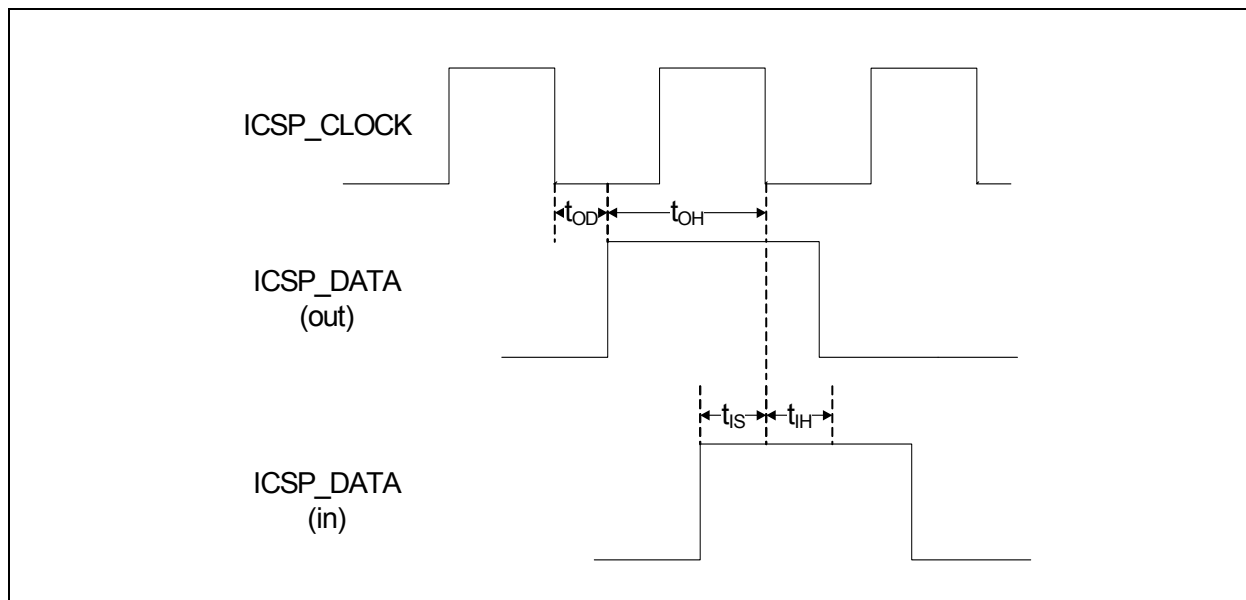 ICSP_CLOCK
tOD
tOH
ICSP_DATA
(out)
tIS
tIH
ICSP_DATA
(in)